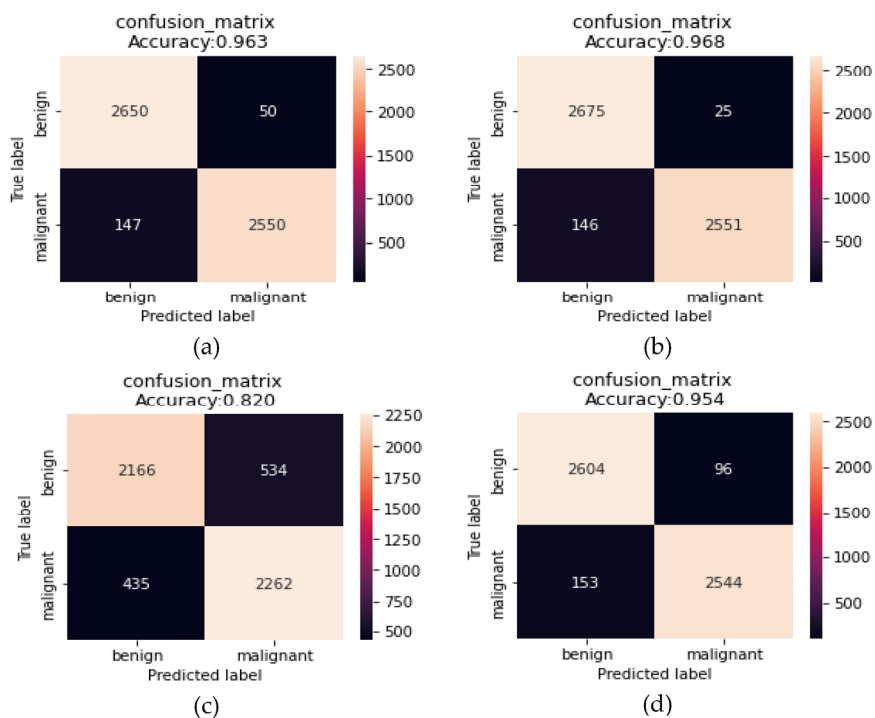 confusion_matrix
Accuracy:0.963
True label
benign
malignant
2650 50
147 2550
benign malignant
Predicted label
2500
2000
1500
1000
500
(a)
confusion_matrix
Accuracy:0.968
True label
benign
malignant
2675 25
146 2551
benign malignant
Predicted label
2500
2000
1500
1000
500
(b)
confusion_matrix
Accuracy:0.820
True label
benign
malignant
2166 534
435 2262
benign malignant
Predicted label
2250
2000
1750
1500
1250
1000
750
500
(c)
confusion_matrix
Accuracy:0.954
True label
benign
malignant
2604 96
153 2544
benign malignant
Predicted label
2500
2000
1500
1000
500
(d)